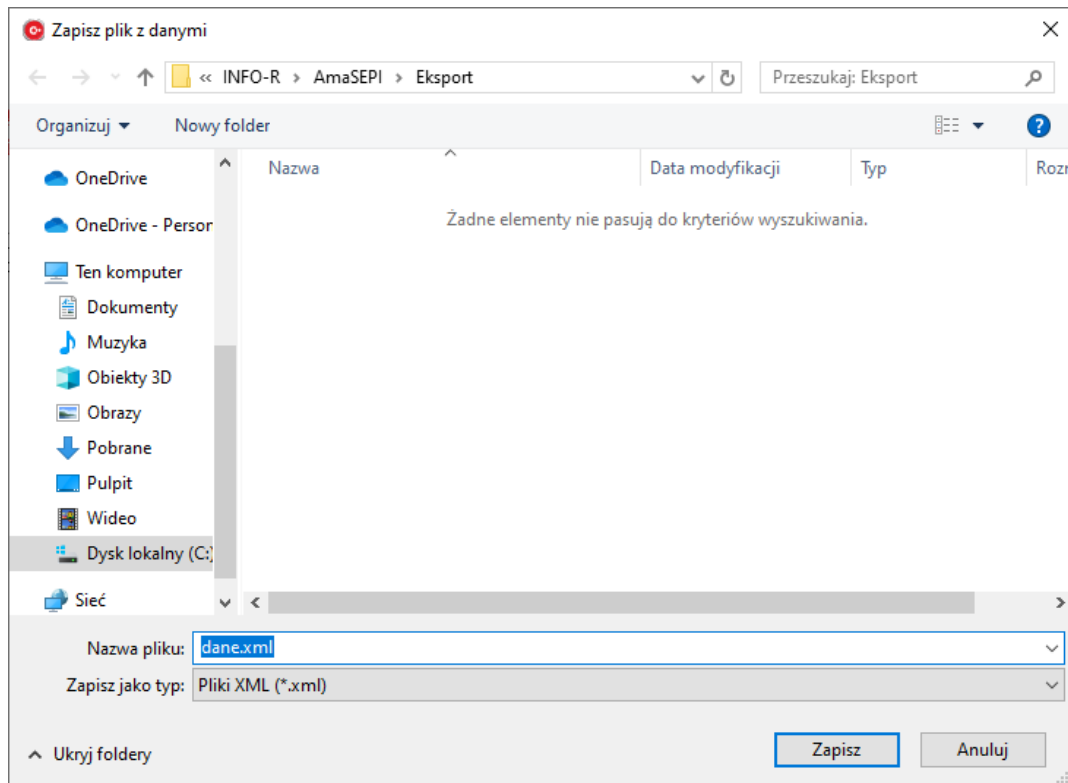 Zapisz plik z danymi
« INFO-R > AmaSEPI > Eksport
Przeszukaj: Eksport
Organizuj
Nowy folder
?
OneDrive
OneDrive - Person
Ten komputer
Dokumenty
Muzyka
Obiekty 3D
Obrazy
Pobrane
Pulpit
Wideo
Dysk lokalny (C:)
Sieć
Nazwa
Data modyfikacji
Typ
Rozm
Żadne elementy nie pasują do kryteriów wyszukiwania.
Nazwa pliku: dane.xml
Zapisz jako typ: Pliki XML (*.xml)
Ukryj foldery
Zapisz
Anuluj